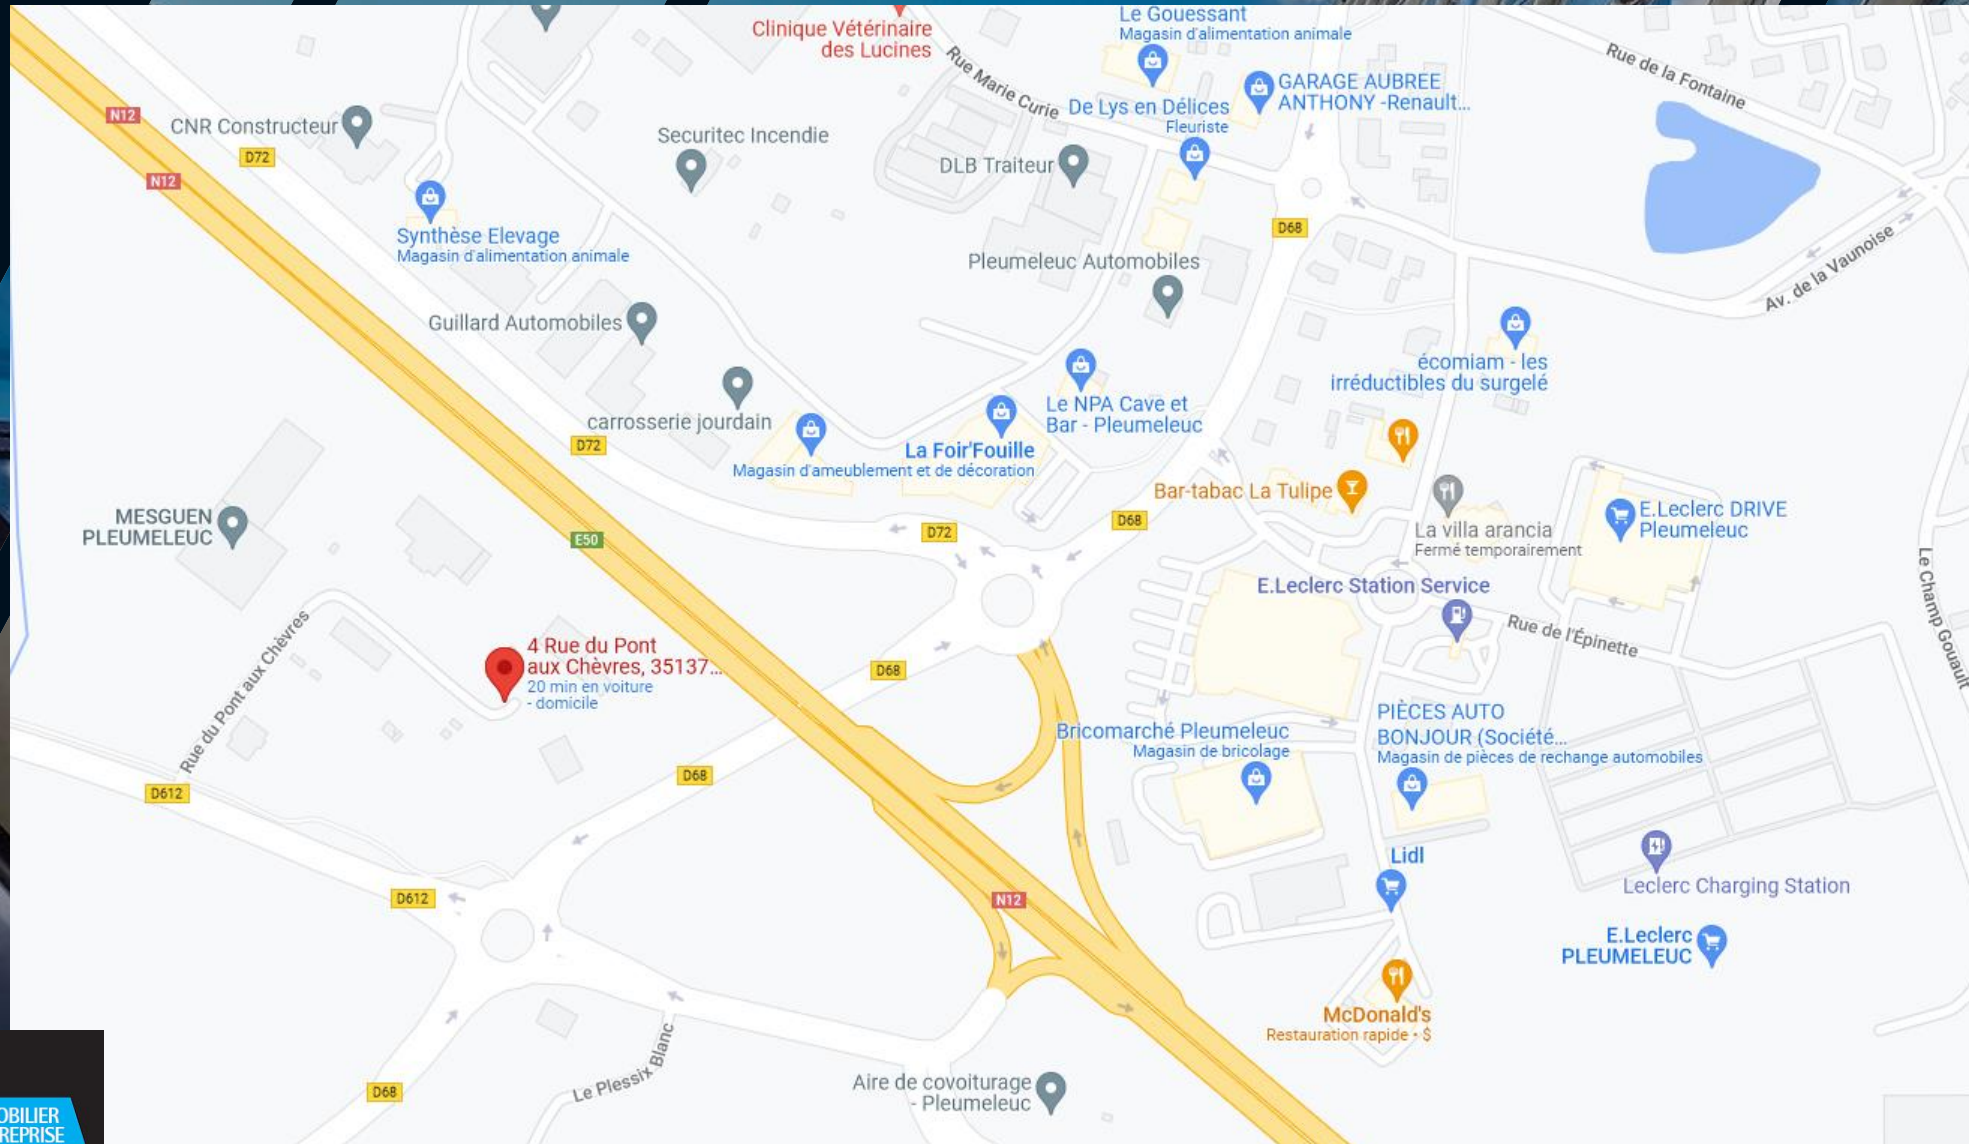 Clinique Vétérinaire
des Lucines
Rue Marie Curie
Le Gouessant
Magasin d'alimentation animale
GARAGE AUBREE
ANTHONY -Renault...
De Lys en Délices
Fleuriste
Rue de la Fontaine
N12
CNR Constructeur
D72
N12
Securitec Incendie
DLB Traiteur
D68
Synthèse Elevage
Magasin d'alimentation animale
Pleumeleuc Automobiles
Av. de la Vaunoise
Guillard Automobiles
écomiam - les
irréductibles du surgelé
carrosserie jourdain
Le NPA Cave et
Bar - Pleumeleuc
D72
La Foir'Fouille
Magasin d'ameublement et de décoration
Bar-tabac La Tulipe
MESGUEN
PLEUMELEUC
E50
D72
D68
La villa arancia
Fermé temporairement
E.Leclerc DRIVE
Pleumeleuc
E.Leclerc Station Service
Rue de l'Épinette
Le Champ Gouault
Rue du Pont aux Chèvres
4 Rue du Pont
aux Chèvres, 35137...
20 min en voiture
- domicile
D68
Bricomarché Pleumeleuc
Magasin de bricolage
PIÈCES AUTO
BONJOUR (Société...
Magasin de pièces de rechange automobiles
D612
D68
Lidl
Leclerc Charging Station
D612
N12
E.Leclerc
PLEUMELEUC
McDonald's
Restauration rapide · $
Le Plessix Blanc
D68
Aire de covoiturage
- Pleumeleuc
OBILIER
REPRISE